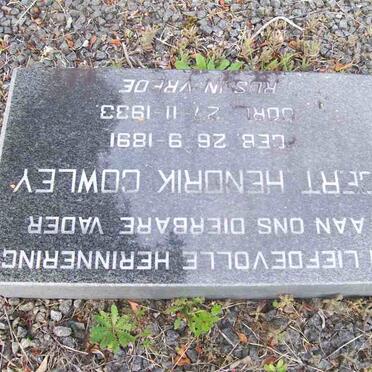 LIEFDEVOLLE HERINNERING
AAN ONS DIERBARE VADER
GERT HENDRIK COWLEY
GEB. 26-9-1891
OORL. 27-11-1933
RUS IN VREDE